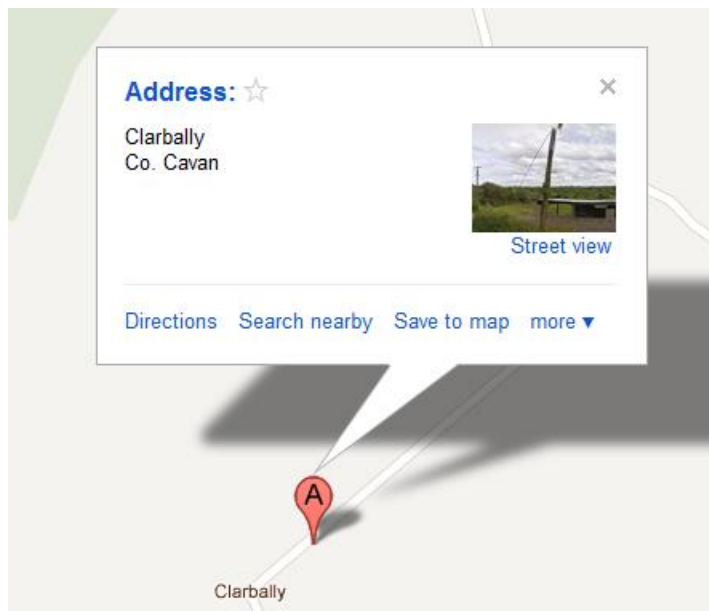 Address:
Clarbally
Co. Cavan
Street view
Directions Search nearby Save to map more ▼
A
Clarbally